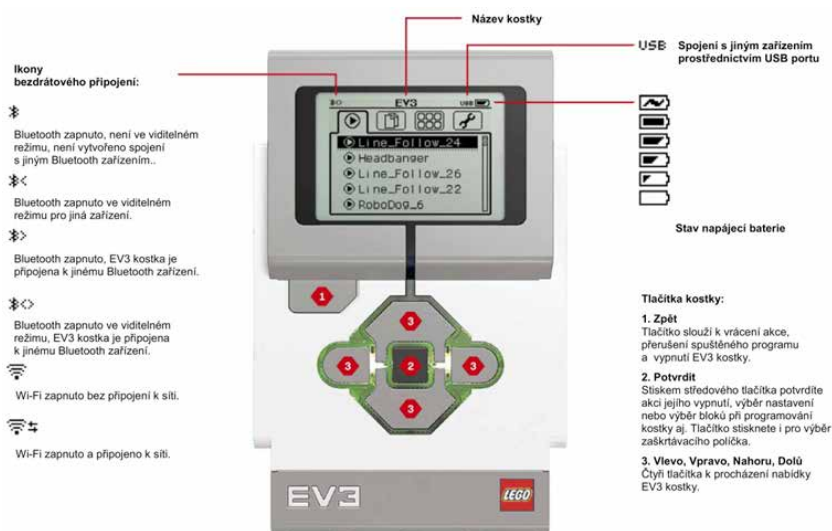 Název kostky
USB
Spojení s jiným zařízením
prostřednictvím USB portu
Ikony
bezdrátového připojení:
Bluetooth zapnuto, není ve viditelném
režimu, není vytvořeno spojení
s jiným Bluetooth zařízením..
Bluetooth zapnuto ve viditelném
režimu pro jiná zařízení.
Bluetooth zapnuto, EV3 kostka je
připojena k jinému Bluetooth zařízení.
Bluetooth zapnuto ve viditelném
režimu, EV3 kostka je připojena
k jinému Bluetooth zařízení.
Wi-Fi zapnuto bez připojení k síti.
Wi-Fi zapnuto a připojeno k síti.
EV3 USB
Line_Follow_24
Headbanger
Line_Follow_26
Line_Follow_22
RoboDog_6
1
3
3
2
3
3
EV3
LEGO
Stav napájecí baterie
Tlačítka kostky:
1. Zpět
Tlačítko slouží k vrácení akce,
přerušení spuštěného programu
a vypnutí EV3 kostky.
2. Potvrdit
Stiskem středového tlačítka potvrdíte
akci jejího vypnutí, výběr nastavení
nebo výběr bloků při programování
kostky aj. Tlačítko stisknete i pro výběr
zaškrtávacího políčka.
3. Vlevo, Vpravo, Nahoru, Dolů
Čtyři tlačítka k procházení nabídky
EV3 kostky.